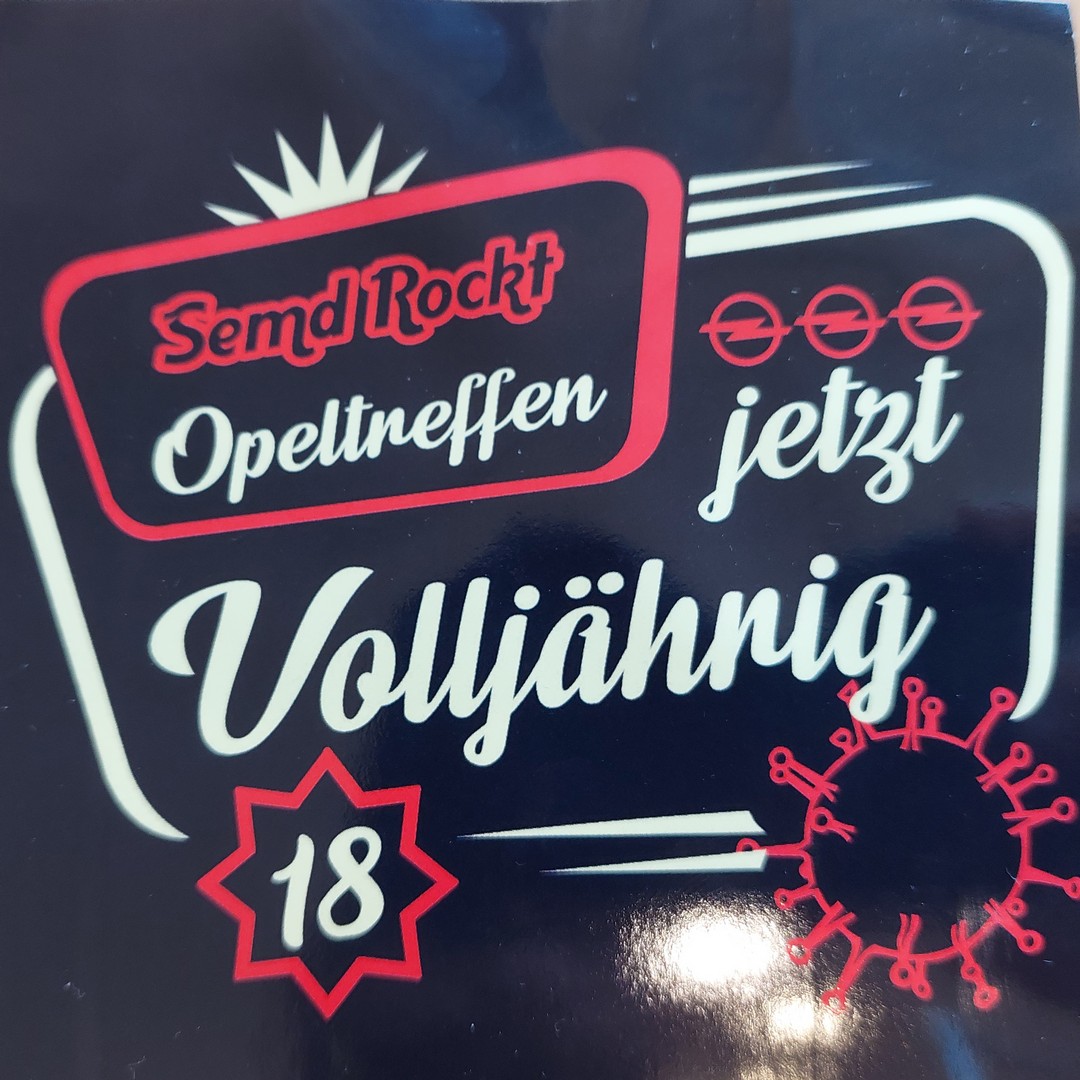 Semd Rockt
Opeltreffen
jetzt
Volljährig
18